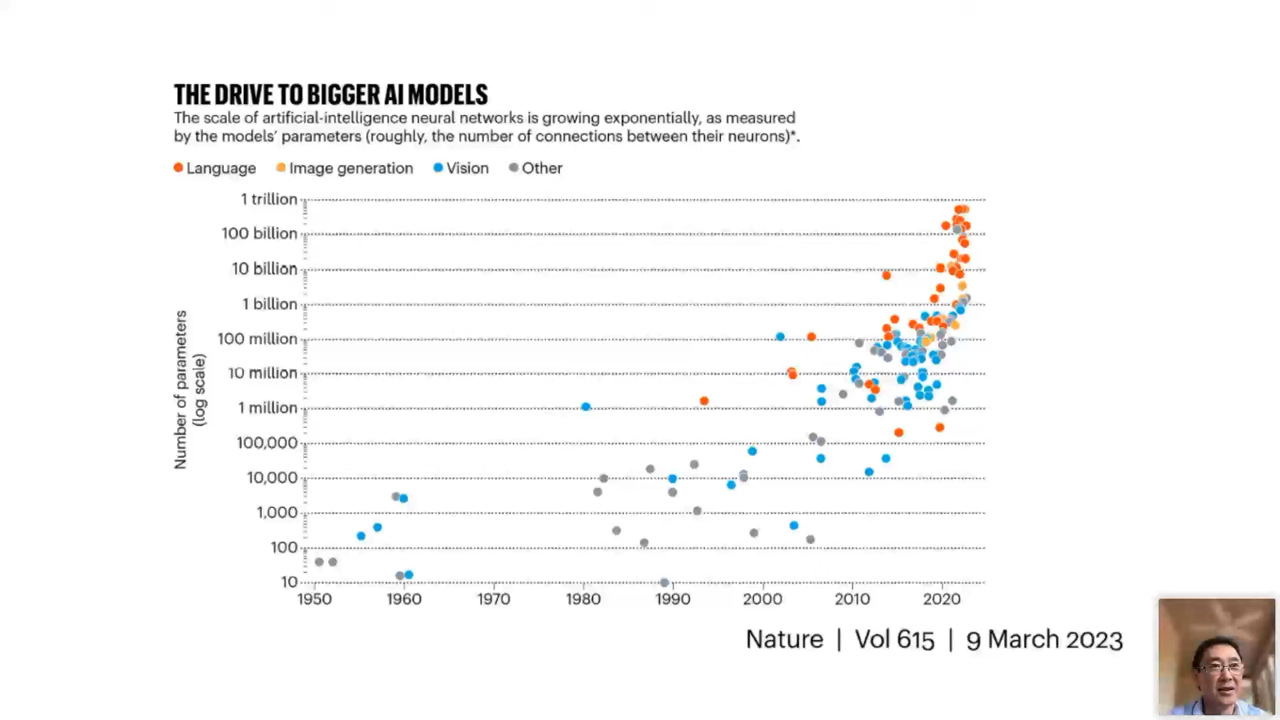 THE DRIVE TO BIGGER AI MODELS
The scale of artificial-intelligence neural networks is growing exponentially, as measured
by the models' parameters (roughly, the number of connections between their neurons)*.
Language Image generation Vision Other
Number of parameters
(log scale)
1 trillion
100 billion
10 billion
1 billion
100 million
10 million
1 million
100,000
10,000
1,000
100
10
1950 1960 1970 1980 1990 2000 2010 2020
Nature | Vol 615 | 9 March 2023